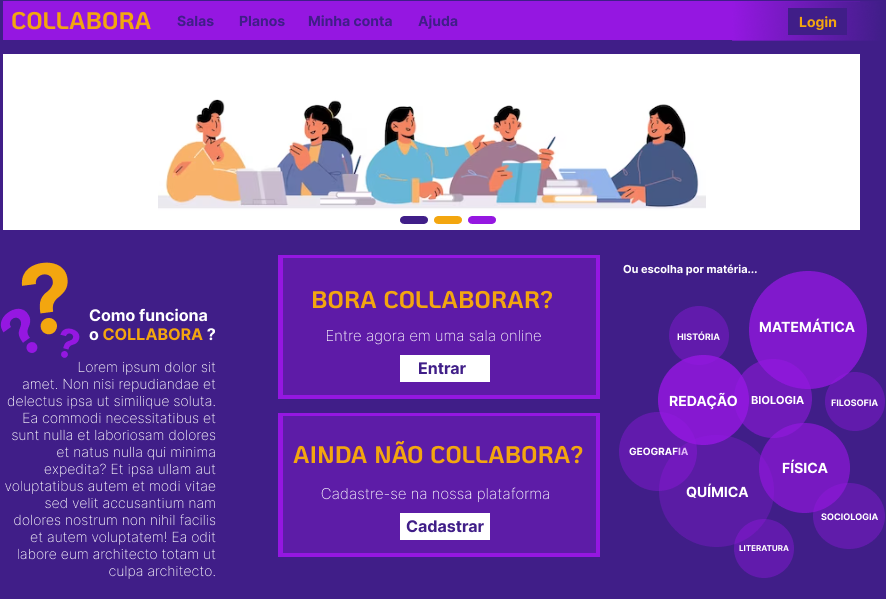 COLLABORA
Salas
Planos
Minha conta
Ajuda
Login
?
?
?
Como funciona
o COLLABORA ?
Lorem ipsum dolor sit
amet. Non nisi repudiandae et
delectus ipsa ut similique soluta.
Ea commodi necessitatibus et
sunt nulla et laboriosam dolores
et natus nulla qui minima
expedita? Et ipsa ullam aut
voluptatibus autem et modi vitae
sed velit accusantium nam
dolores nostrum non nihil facilis
et autem voluptatem! Ea odit
labore eum architecto totam ut
culpa architecto.
BORA COLLABORAR?
Entre agora em uma sala online
Entrar
AINDA NÃO COLLABORA?
Cadastre-se na nossa plataforma
Cadastrar
Ou escolha por matéria...
MATEMÁTICA
HISTÓRIA
REDAÇÃO
BIOLOGIA
FILOSOFIA
GEOGRAFIA
FÍSICA
QUÍMICA
SOCIOLOGIA
LITERATURA